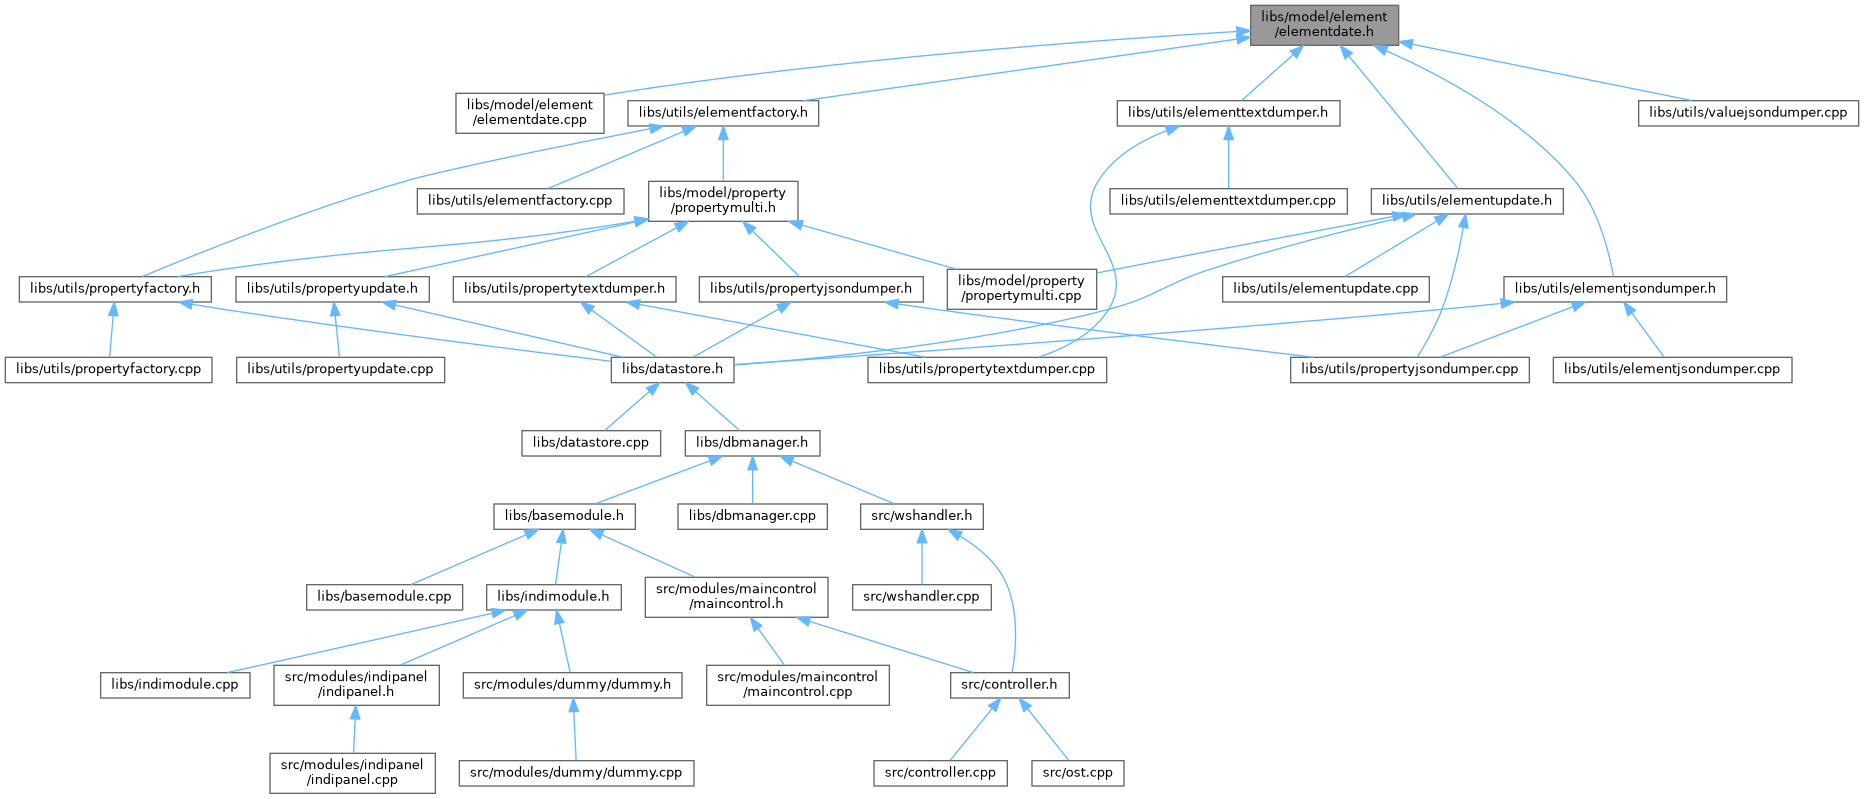 libs/model/element
/elementdate.h
libs/model/element
/elementdate.cpp
libs/utils/elementfactory.h
libs/utils/elementtextdumper.h
libs/utils/valuejsondumper.cpp
libs/utils/elementfactory.cpp
libs/model/property
/propertymulti.h
libs/utils/elementtextdumper.cpp
libs/utils/elementupdate.h
libs/utils/propertyfactory.h
libs/utils/propertyupdate.h
libs/utils/propertytextdumper.h
libs/utils/propertyjsondumper.h
libs/model/property
/propertymulti.cpp
libs/utils/elementupdate.cpp
libs/utils/elementjsondumper.h
libs/utils/propertyfactory.cpp
libs/utils/propertyupdate.cpp
libs/datastore.h
libs/utils/propertytextdumper.cpp
libs/utils/propertyjsondumper.cpp
libs/utils/elementjsondumper.cpp
libs/datastore.cpp
libs/dbmanager.h
libs/basemodule.h
libs/dbmanager.cpp
src/wshandler.h
libs/basemodule.cpp
libs/indimodule.h
src/modules/maincontrol
/maincontrol.h
src/wshandler.cpp
libs/indimodule.cpp
src/modules/indipanel
/indipanel.h
src/modules/dummy/dummy.h
src/modules/maincontrol
/maincontrol.cpp
src/controller.h
src/modules/indipanel
/indipanel.cpp
src/modules/dummy/dummy.cpp
src/controller.cpp
src/ost.cpp